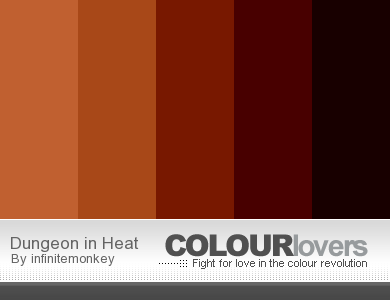 Dungeon in Heat
By infinitemonkey
COLOURlovers
Fight for love in the colour revolution